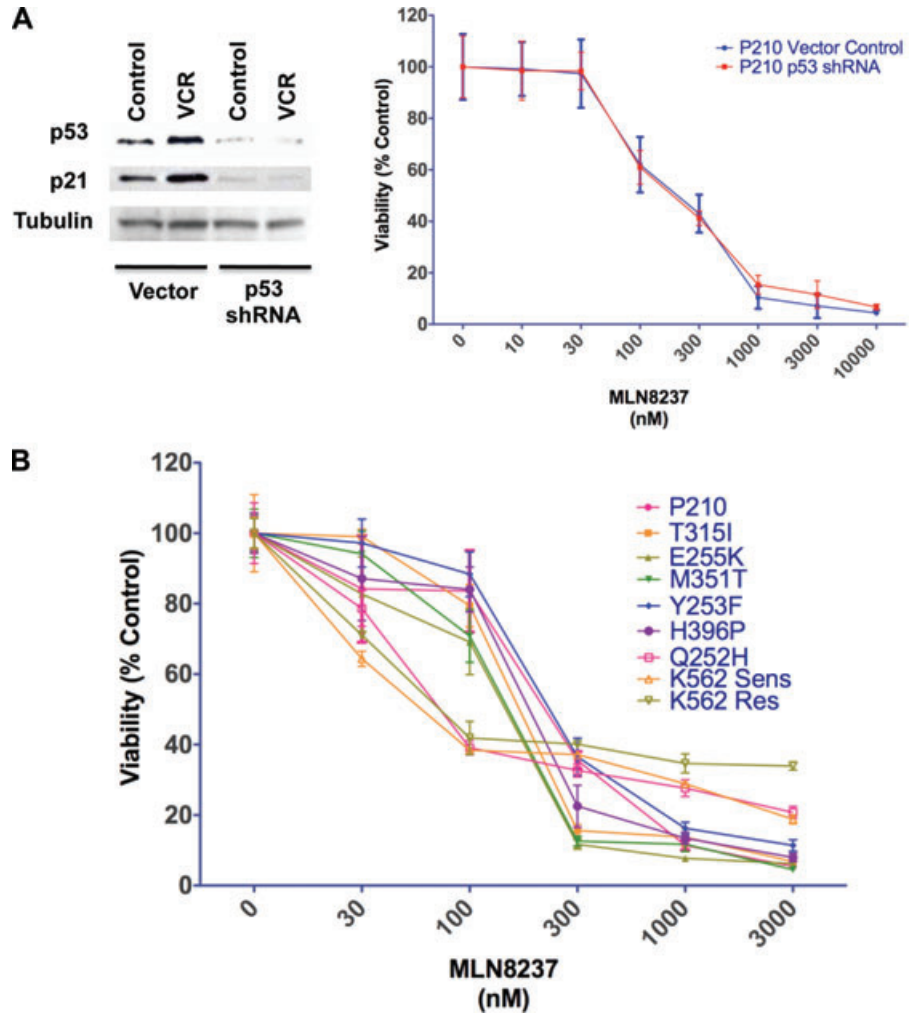 A
Control
VCR
Control
VCR
p53
p21
Tubulin
Vector
p53
shRNA
120
100
80
60
40
20
0
Viability (% Control)
P210 Vector Control
P210 p53 shRNA
0
10
30
100
300
1000
3000
10000
MLN8237
(nM)
B
120
100
80
60
40
20
0
Viability (% Control)
P210
T315I
E255K
M351T
Y253F
H396P
Q252H
K562 Sens
K562 Res
0
30
100
300
1000
3000
MLN8237
(nM)